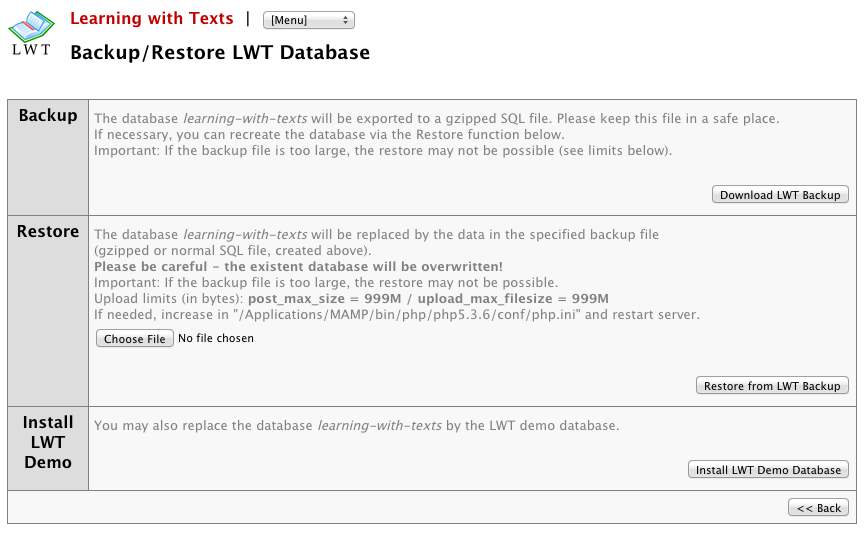 LWT
Learning with Texts | [Menu]
Backup/Restore LWT Database
Backup
The database learning-with-texts will be exported to a gzipped SQL file. Please keep this file in a safe place.
If necessary, you can recreate the database via the Restore function below.
Important: If the backup file is too large, the restore may not be possible (see limits below).
Download LWT Backup
Restore
The database learning-with-texts will be replaced by the data in the specified backup file
(gzipped or normal SQL file, created above).
Please be careful - the existent database will be overwritten!
Important: If the backup file is too large, the restore may not be possible.
Upload limits (in bytes): post_max_size = 999M / upload_max_filesize = 999M
If needed, increase in "/Applications/MAMP/bin/php/php5.3.6/conf/php.ini" and restart server.
Choose File No file chosen
Restore from LWT Backup
Install
LWT
Demo
You may also replace the database learning-with-texts by the LWT demo database.
Install LWT Demo Database
<< Back